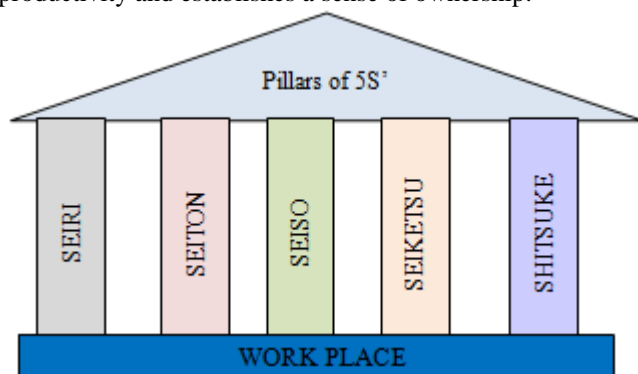 productivity and establishes a sense of ownership.
Pillars of 5S’
SEIRI
SEITON
SEISO
SEIKETSU
SHITSUKE
WORK PLACE